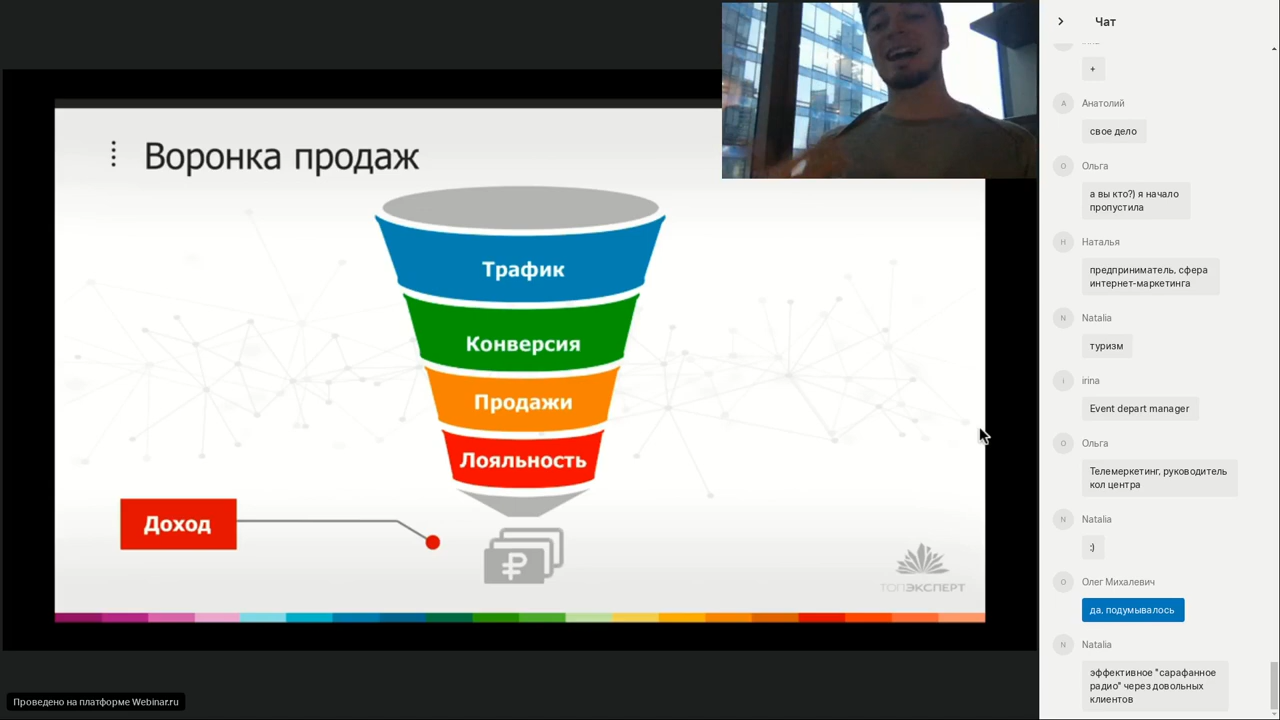 Воронка продаж
Трафик
Конверсия
Продажи
Лояльность
Доход
₽
ТОПЭКСПЕРТ
Проведено на платформе Webinar.ru
Чат
+
А
Анатолий
свое дело
О
Ольга
а вы кто?) я начало
пропустила
Н
Наталья
предприниматель, сфера
интернет-маркетинга
N
Natalia
туризм
i
irina
Event depart manager
О
Ольга
Телемаркетинг, руководитель
кол центра
N
Natalia
:)
О
Олег Михалевич
да, подумывалось
N
Natalia
эффективное "сарафанное
радио" через довольных
клиентов